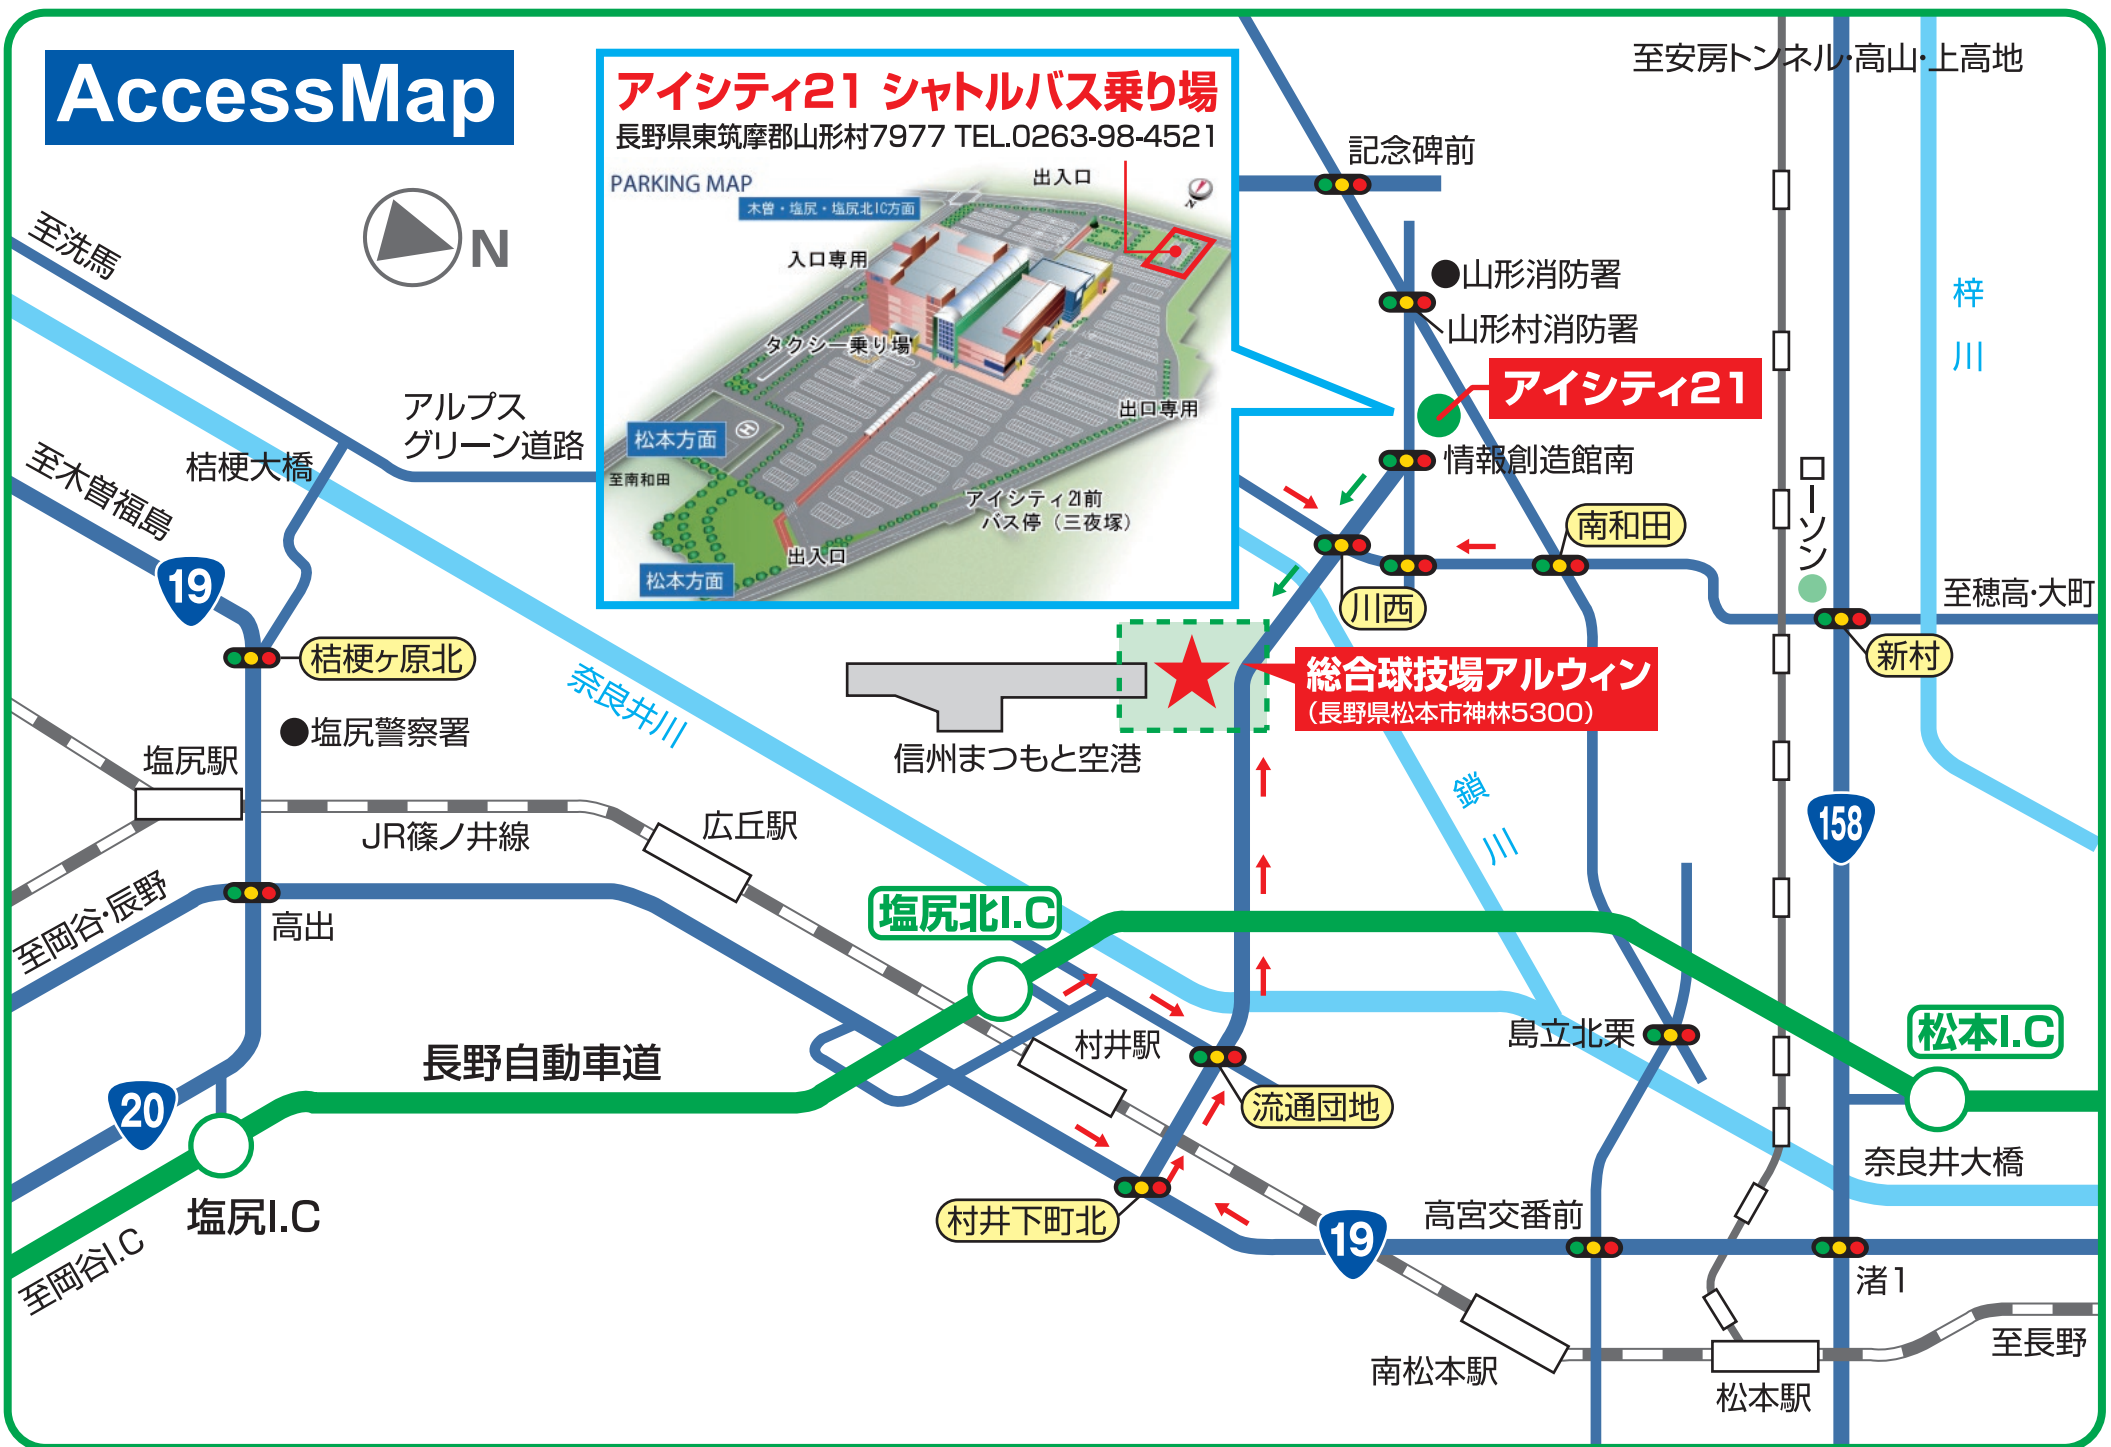 AccessMap
N
アイシティ21 シャトルバス乗り場
長野県東筑摩郡山形村7977 TEL.0263-98-4521
PARKING MAP
出入口
N
木曽・塩尻・塩尻北IC方面
入口専用
タクシー乗り場
出口専用
松本方面
H
至南和田
アイシティ21前
バス停（三夜塚）
出入口
松本方面
至安房トンネル・高山・上高地
記念碑前
●山形消防署
山形村消防署
アイシティ21
情報創造館南
梓川
至洗馬
アルプス
グリーン道路
桔梗大橋
至木曽福島
19
桔梗ヶ原北
南和田
川西
ローソン
至穂高・大町
新村
奈良井川
総合球技場アルウィン
（長野県松本市神林5300）
信州まつもと空港
●塩尻警察署
塩尻駅
JR篠ノ井線
広丘駅
鎖川
158
至岡谷・辰野
高出
塩尻北I.C
長野自動車道
村井駅
島立北栗
松本I.C
20
流通団地
塩尻I.C
至岡谷I.C
村井下町北
19
高宮交番前
奈良井大橋
渚1
南松本駅
松本駅
至長野